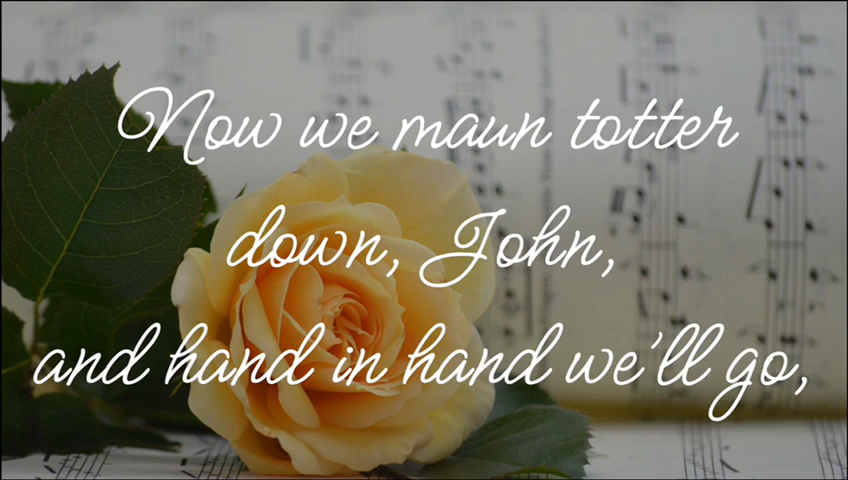 Now we maun totter
down, John,
and hand in hand we'll go,